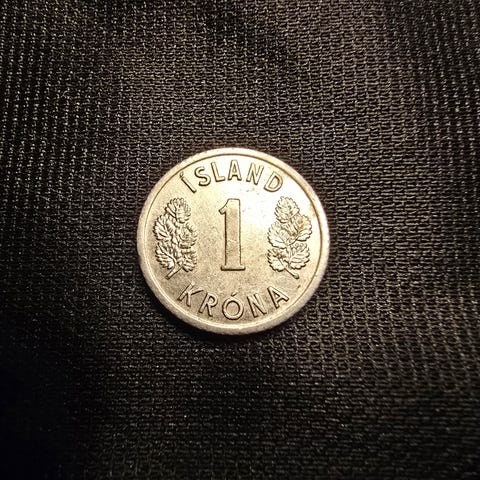 ÍSLAND
1
KRÓNA